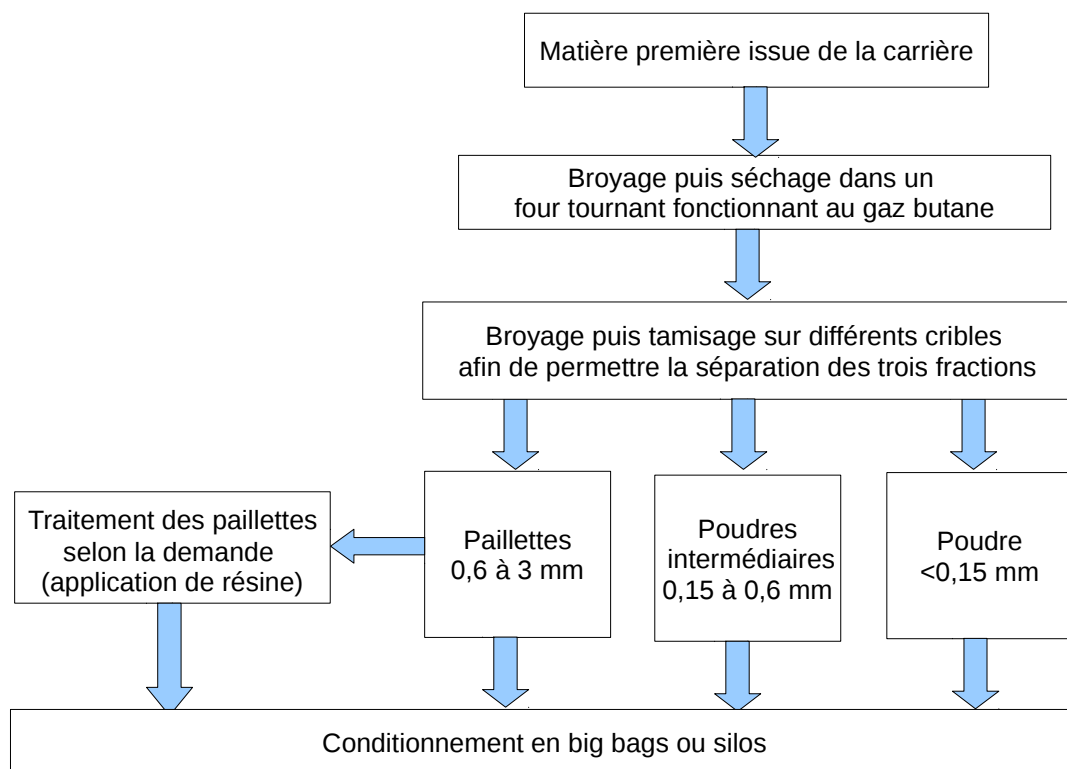 Matière première issue de la carrière
Broyage puis séchage dans un
four tournant fonctionnant au gaz butane
Broyage puis tamisage sur différents cribles
afin de permettre la séparation des trois fractions
Traitement des paillettes
selon la demande
(application de résine)
Paillettes
0,6 à 3 mm
Poudres
intermédiaires
0,15 à 0,6 mm
Poudre
<0,15 mm
Conditionnement en big bags ou silos